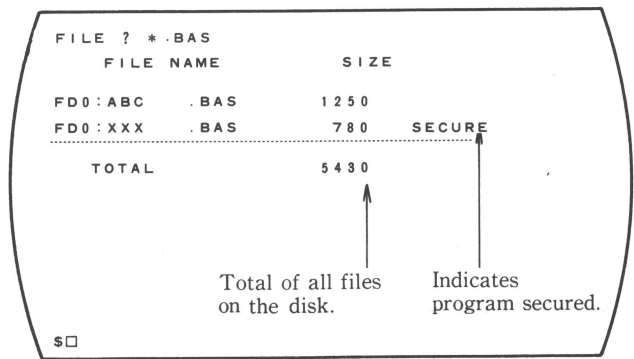 FILE ? *.BAS
FILE NAME SIZE
FD0:ABC .BAS 1250
FD0:XXX .BAS 780 SECURE
TOTAL 5430
Total of all files
on the disk.
Indicates
program secured.
$□